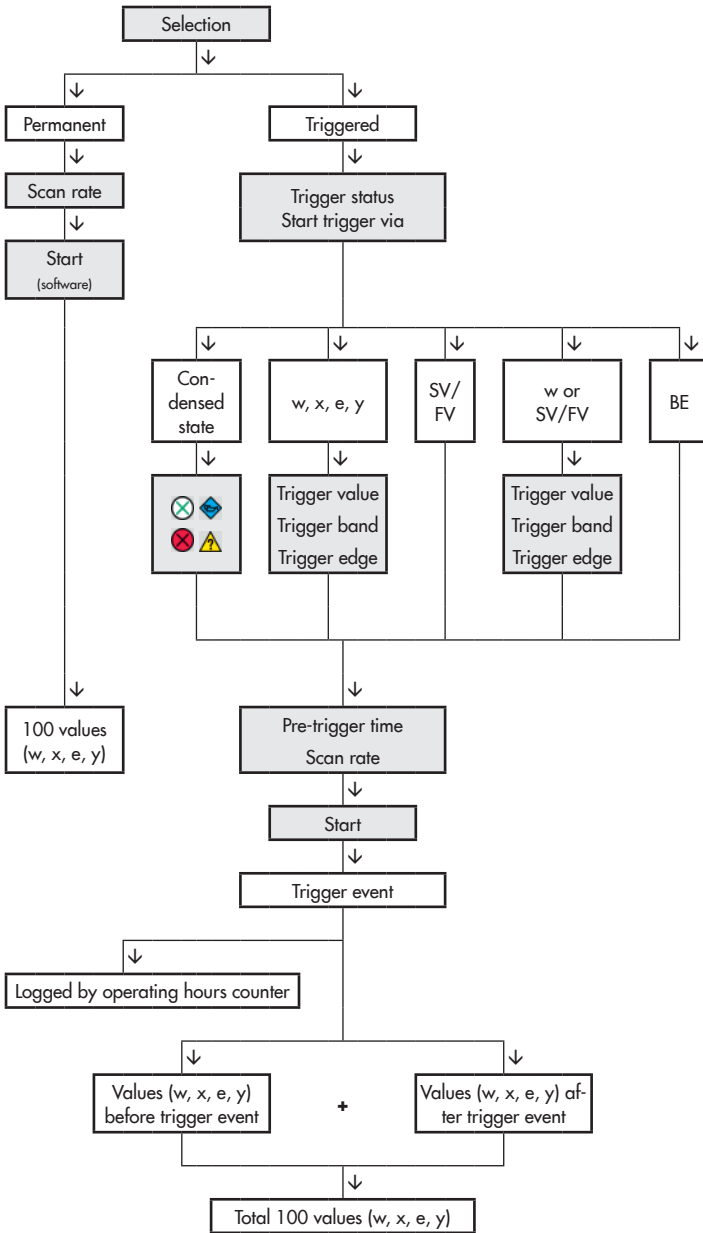 Selection
Permanent
Triggered
Scan rate
Trigger status
Start trigger via
Start
(software)
Con-
densed
state
w, x, e, y
SV/
FV
w or
SV/FV
BE
?
Trigger value
Trigger band
Trigger edge
Trigger value
Trigger band
Trigger edge
100 values
(w, x, e, y)
Pre-trigger time
Scan rate
Start
Trigger event
Logged by operating hours counter
Values (w, x, e, y)
before trigger event
+
Values (w, x, e, y) af-
ter trigger event
Total 100 values (w, x, e, y)